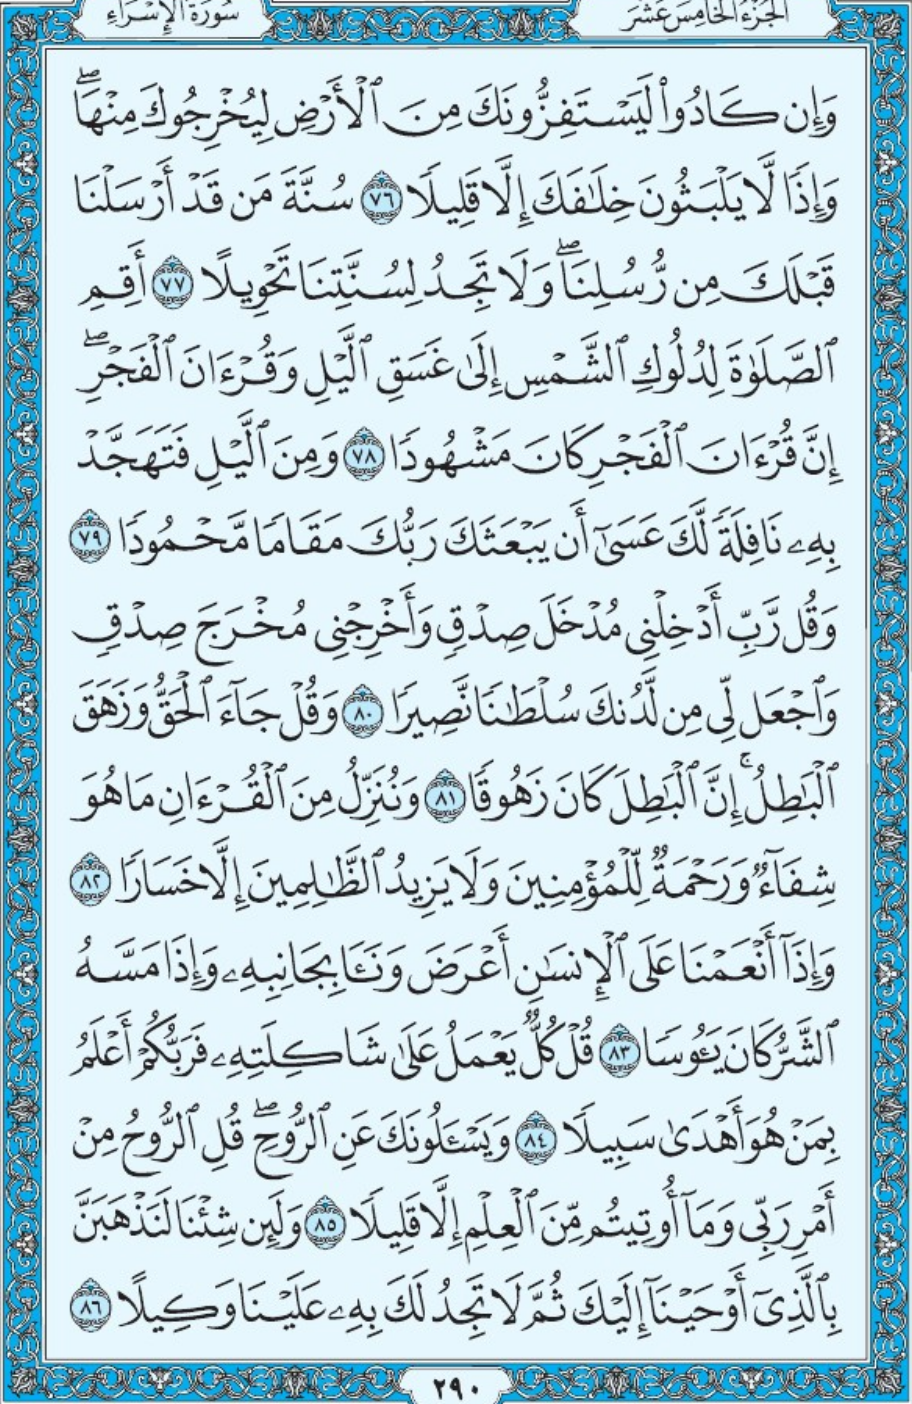 سُورَةُ الإِسْرَاءِ
الجُزْءُ الخَامِسَ عَشَرَ
وَإِن كَادُواْ لَيَسْتَفِزُّونَكَ مِنَ ٱلْأَرْضِ لِيُخْرِجُوكَ مِنْهَاۖ
وَإِذًا لَّا يَلْبَثُونَ خِلَٰفَكَ إِلَّا قَلِيلًا ٧٦ سُنَّةَ مَن قَدْ أَرْسَلْنَا
قَبْلَكَ مِن رُّسُلِنَاۖ وَلَا تَجِدُ لِسُنَّتِنَا تَحْوِيلًا ٧٧ أَقِمِ
ٱلصَّلَوٰةَ لِدُلُوكِ ٱلشَّمْسِ إِلَىٰ غَسَقِ ٱلَّيْلِ وَقُرْءَانَ ٱلْفَجْرِۖ
إِنَّ قُرْءَانَ ٱلْفَجْرِ كَانَ مَشْهُودًا ٧٨ وَمِنَ ٱلَّيْلِ فَتَهَجَّدْ
بِهِۦ نَافِلَةً لَّكَ عَسَىٰٓ أَن يَبْعَثَكَ رَبُّكَ مَقَامًا مَّحْمُودًا ٧٩
وَقُل رَّبِّ أَدْخِلْنِى مُدْخَلَ صِدْقٍ وَأَخْرِجْنِى مُخْرَجَ صِدْقٍ
وَٱجْعَل لِّى مِن لَّدُنكَ سُلْطَٰنًا نَّصِيرًا ٨٠ وَقُلْ جَآءَ ٱلْحَقُّ وَزَهَقَ
ٱلْبَٰطِلُۚ إِنَّ ٱلْبَٰطِلَ كَانَ زَهُوقًا ٨١ وَنُنَزِّلُ مِنَ ٱلْقُرْءَانِ مَا هُوَ
شِفَآءٌ وَرَحْمَةٌ لِّلْمُؤْمِنِينَ وَلَا يَزِيدُ ٱلظَّٰلِمِينَ إِلَّا خَسَارًا ٨٢
وَإِذَآ أَنْعَمْنَا عَلَى ٱلْإِنسَٰنِ أَعْرَضَ وَنَـَٔا بِجَانِبِهِۦ وَإِذَا مَسَّهُ
ٱلشَّرُّ كَانَ يَـُٔوسًا ٨٣ قُلْ كُلٌّ يَعْمَلُ عَلَىٰ شَاكِلَتِهِۦ فَرَبُّكُمْ أَعْلَمُ
بِمَنْ هُوَ أَهْدَىٰ سَبِيلًا ٨٤ وَيَسْـَٔلُونَكَ عَنِ ٱلرُّوحِۖ قُلِ ٱلرُّوحُ مِنْ
أَمْرِ رَبِّى وَمَآ أُوتِيتُم مِّنَ ٱلْعِلْمِ إِلَّا قَلِيلًا ٨٥ وَلَئِن شِئْنَا لَنَذْهَبَنَّ
بِٱلَّذِىٓ أَوْحَيْنَآ إِلَيْكَ ثُمَّ لَا تَجِدُ لَكَ بِهِۦ عَلَيْنَا وَكِيلًا ٨٦
٢٩٠